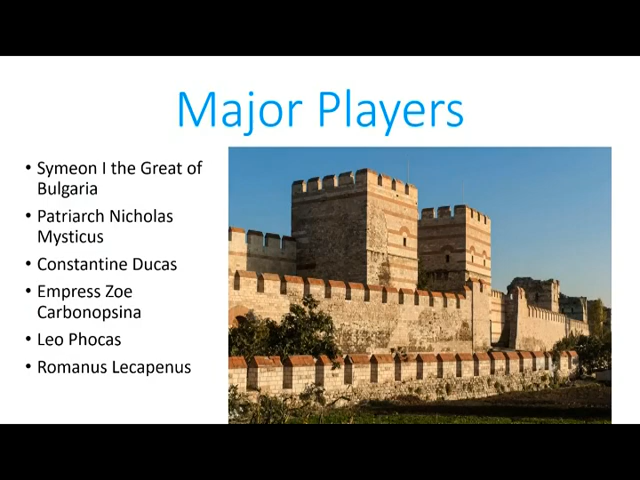 Major Players
• Symeon I the Great of
Bulgaria
• Patriarch Nicholas
Mysticus
• Constantine Ducas
• Empress Zoe
Carbonopsina
• Leo Phocas
• Romanus Lecapenus